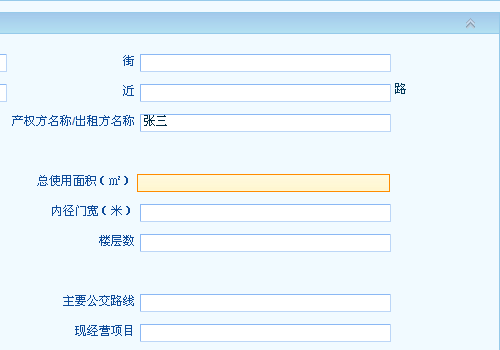 街
近 路
产权方名称/出租方名称 张三
总使用面积（㎡）
内径门宽（米）
楼层数
主要公交路线
现经营项目